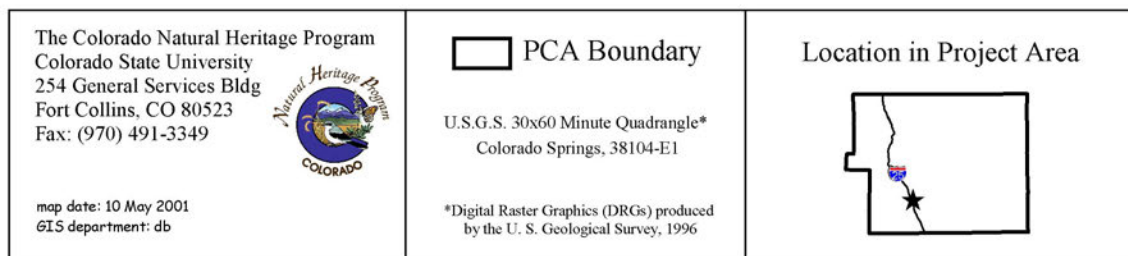 The Colorado Natural Heritage Program
Colorado State University
254 General Services Bldg
Fort Collins, CO 80523
Fax: (970) 491-3349
Natural Heritage Program
COLORADO
map date: 10 May 2001
GIS department: db
PCA Boundary
U.S.G.S. 30x60 Minute Quadrangle*
Colorado Springs, 38104-E1
*Digital Raster Graphics (DRGs) produced
by the U. S. Geological Survey, 1996
Location in Project Area
25